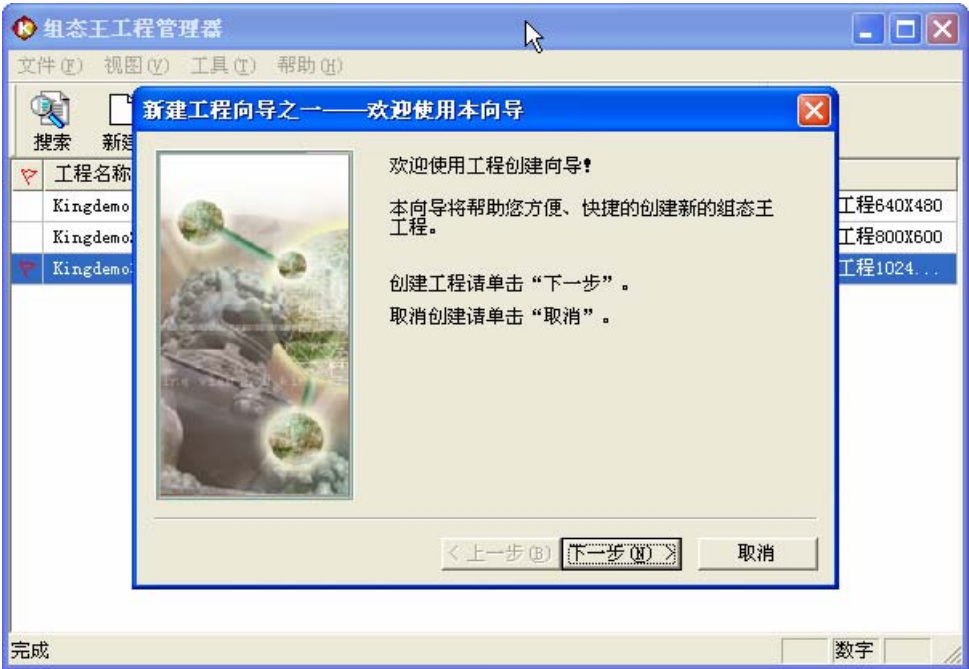 组态王工程管理器
文件(F) 视图(V) 工具(T) 帮助(H)
搜索 新建
新建工程向导之一——欢迎使用本向导
工程名称
Kingdemo 工程640X480
Kingdemo 工程800X600
Kingdemo 工程1024...
欢迎使用工程创建向导!
本向导将帮助您方便、快捷的创建新的组态王
工程。
创建工程请单击“下一步”。
取消创建请单击“取消”。
<上一步(B) 下一步(N)> 取消
完成 数字